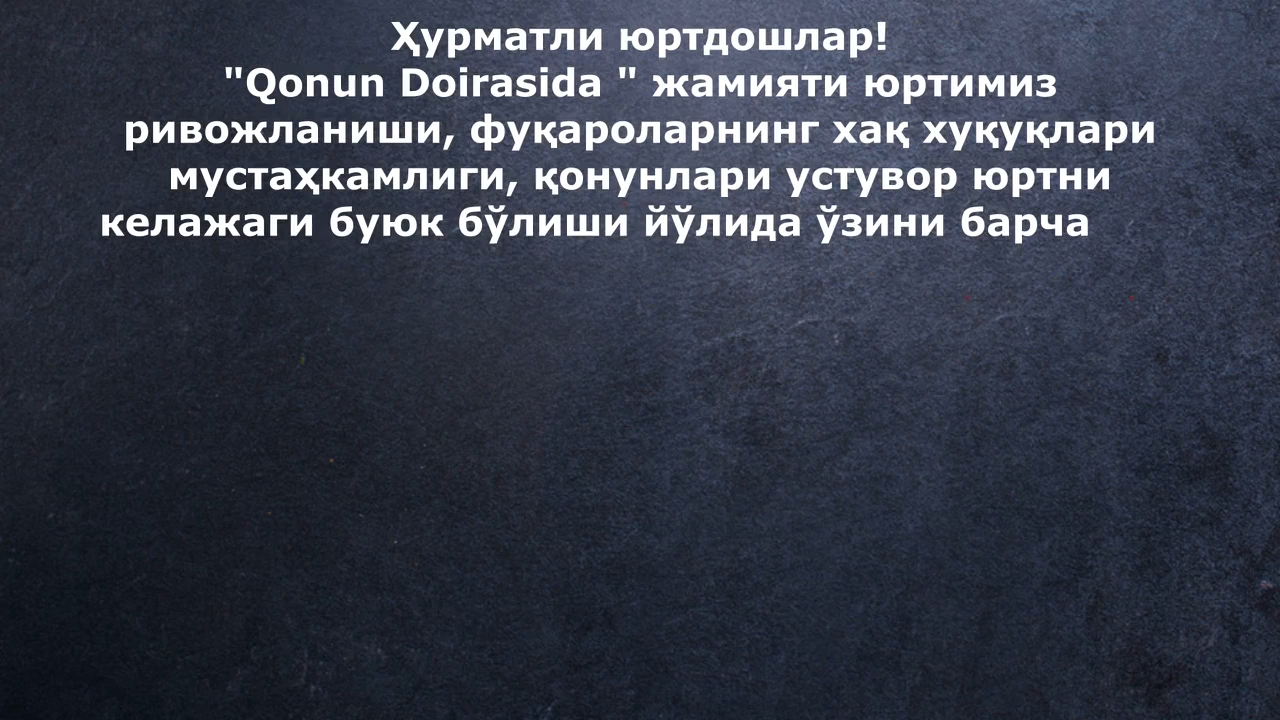 Ҳурматли юртдошлар!
"Qonun Doirasida " жамияти юртимиз
ривожланиши, фуқароларнинг хақ хуқуқлари
мустаҳкамлиги, қонунлари устувор юртни
келажаги буюк бўлиши йўлида ўзини барча